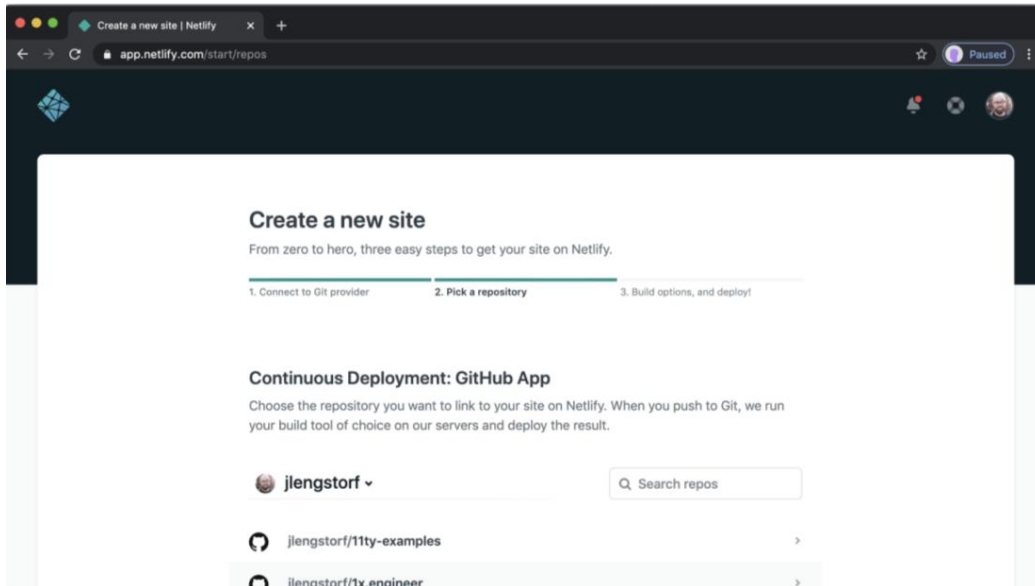 Create a new site | Netlify
app.netlify.com/start/repos
Paused
Create a new site
From zero to hero, three easy steps to get your site on Netlify.
1. Connect to Git provider
2. Pick a repository
3. Build options, and deploy!
Continuous Deployment: GitHub App
Choose the repository you want to link to your site on Netlify. When you push to Git, we run
your build tool of choice on our servers and deploy the result.
jlengstorf
Search repos
jlengstorf/11ty-examples
jlengstorf/1x.engineer